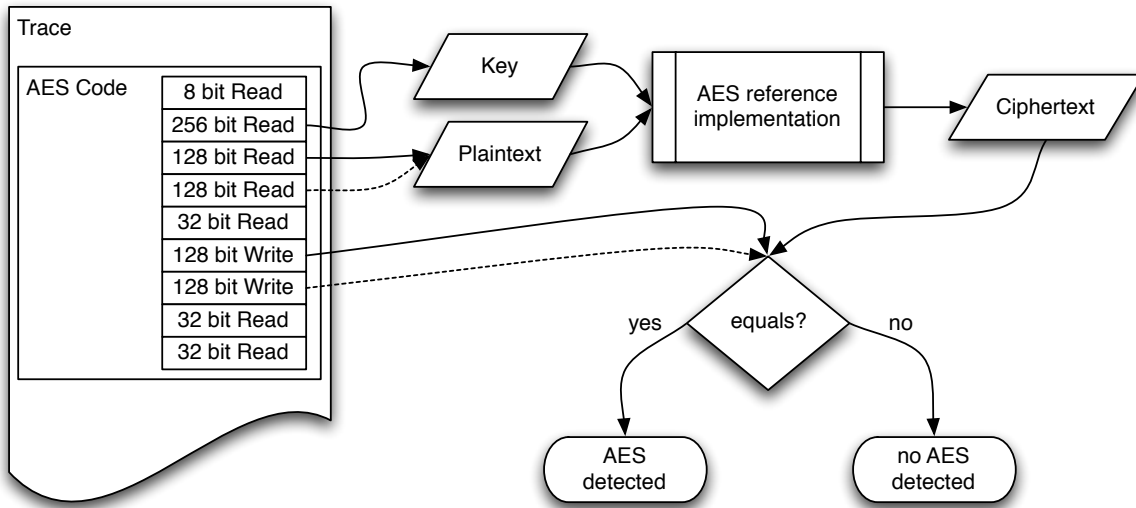 Trace
AES Code
8 bit Read
256 bit Read
128 bit Read
128 bit Read
32 bit Read
128 bit Write
128 bit Write
32 bit Read
32 bit Read
Key
Plaintext
AES reference
implementation
Ciphertext
equals?
yes
no
AES
detected
no AES
detected